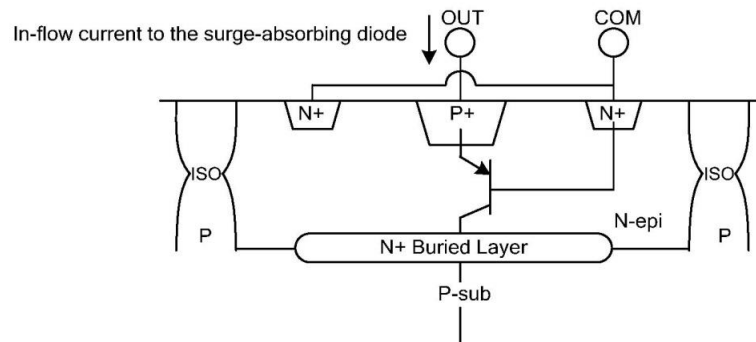 OUT COM
In-flow current to the surge-absorbing diode
N+ P+ N+
ISO ISO
N-epi
P P
N+ Buried Layer
P-sub